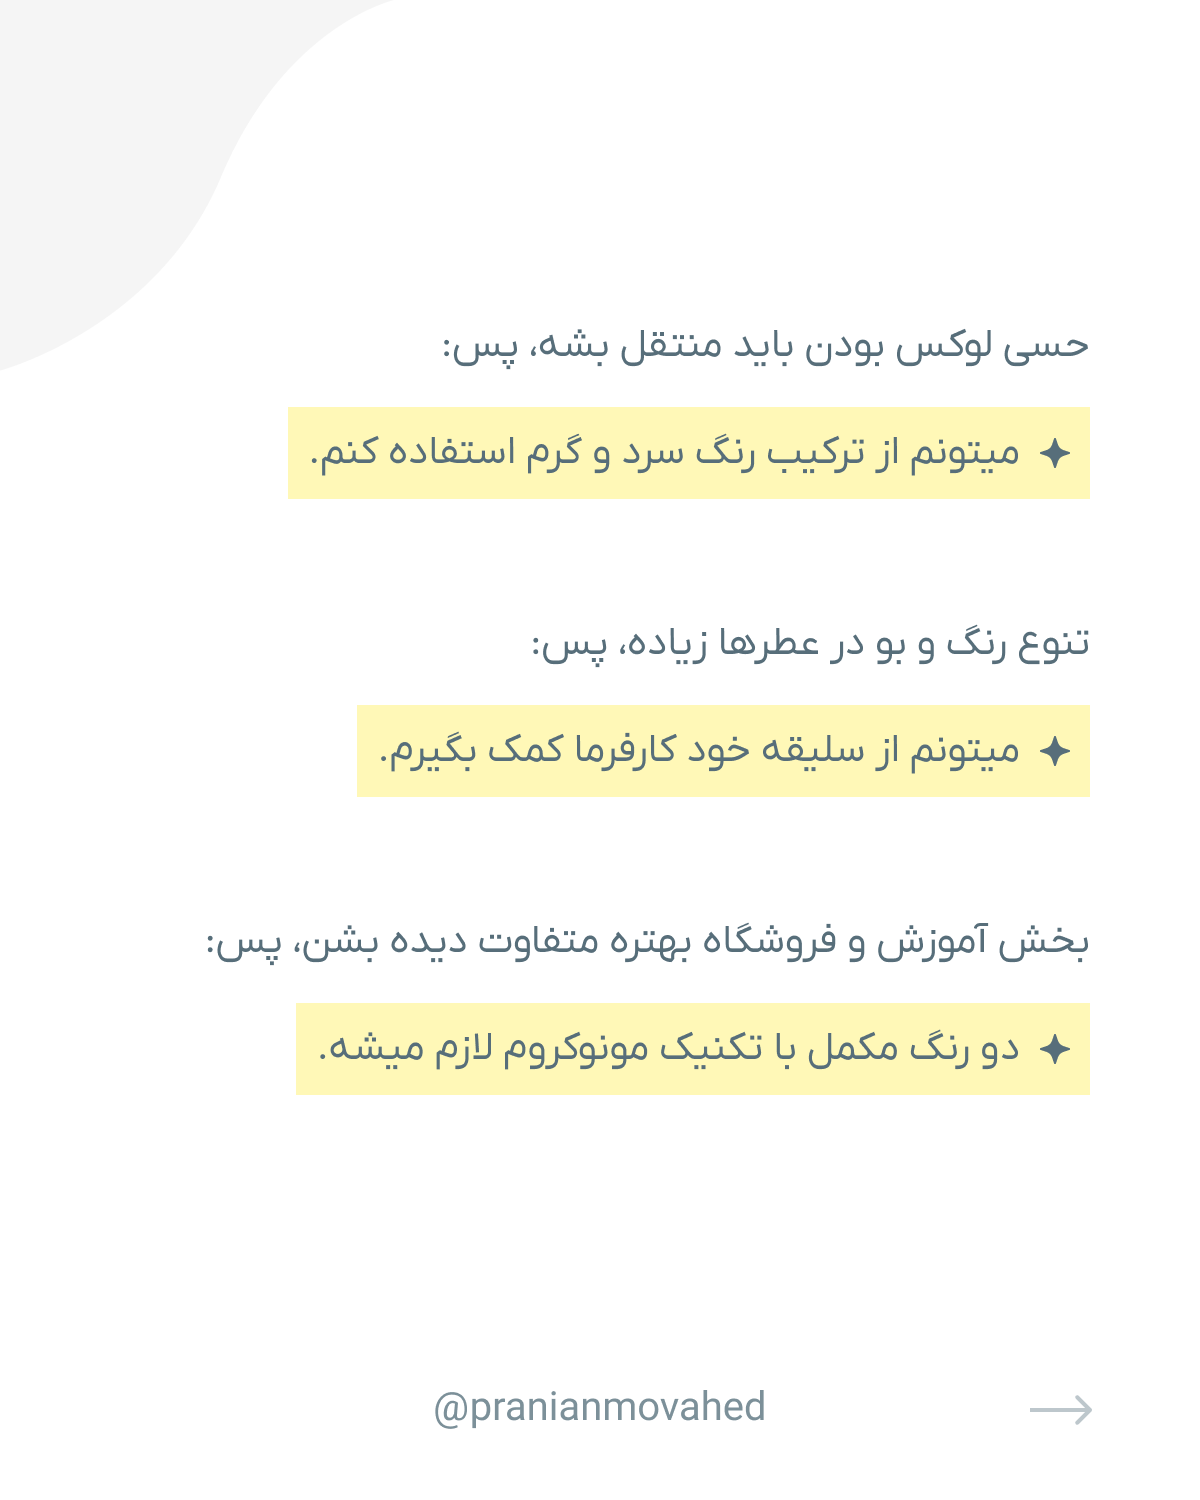 حسی لوکس بودن باید منتقل بشه، پس:
میتونم از ترکیب رنگ سرد و گرم استفاده کنم.
تنوع رنگ و بو در عطرها زیاده، پس:
میتونم از سلیقه خود کارفرما کمک بگیرم.
بخش آموزش و فروشگاه بهتره متفاوت دیده بشن، پس:
دو رنگ مکمل با تکنیک مونوکروم لازم میشه.
@pranianmovahed